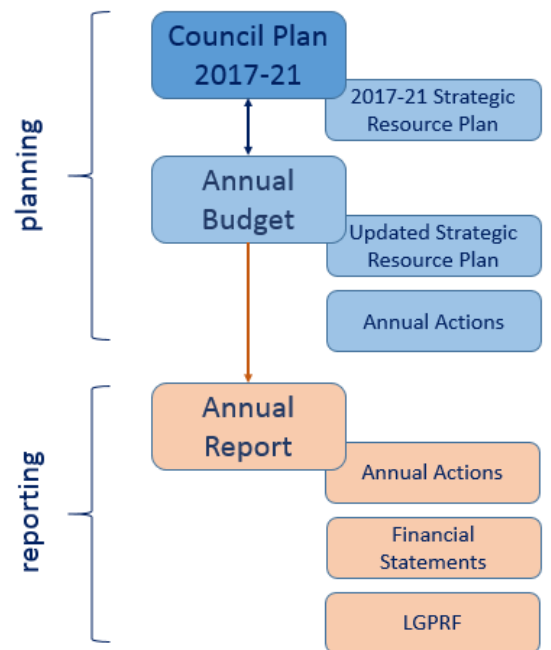 Council Plan
2017-21
2017-21 Strategic
Resource Plan
planning
Annual
Budget
Updated Strategic
Resource Plan
Annual Actions
Annual
Report
reporting
Annual Actions
Financial
Statements
LGPRF